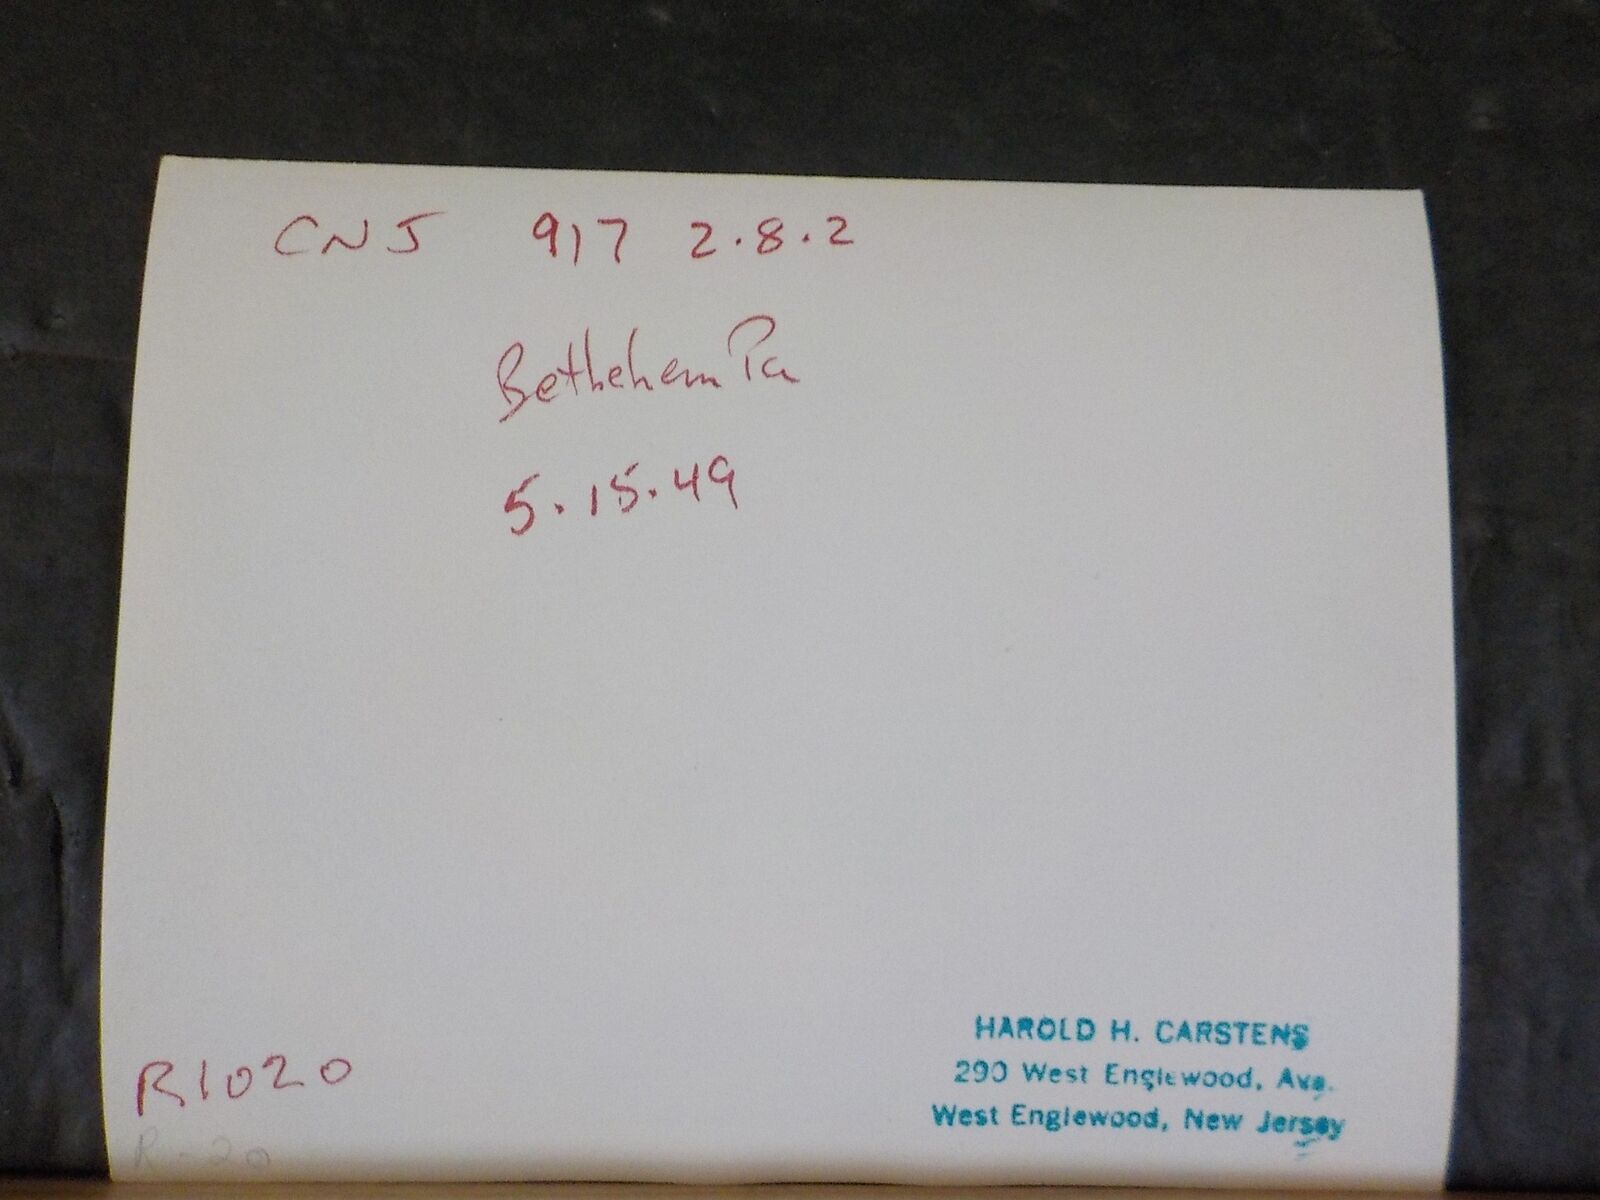 CNJ 917 2.8.2
Bethlehem Pa
5.15.49
R1020
HAROLD H. CARSTENS
290 West Englewood, Ave.
West Englewood, New Jersey